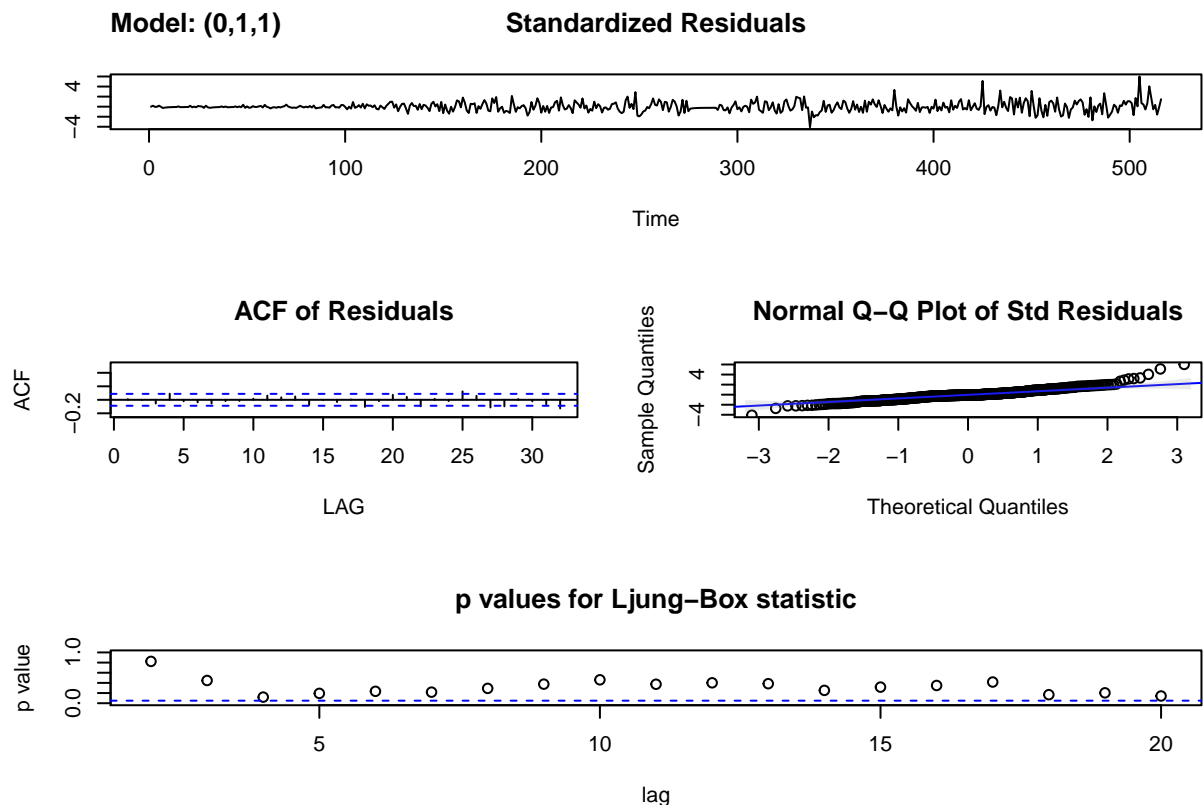 Model: (0,1,1) Standardized Residuals
4
−4
0 100 200 300 400 500
Time
ACF of Residuals
ACF
−0.2
0 5 10 15 20 25 30
LAG
Normal Q−Q Plot of Std Residuals
Sample Quantiles
4
−4
−3 −2 −1 0 1 2 3
Theoretical Quantiles
p values for Ljung−Box statistic
p value
1.0
0.0
5 10 15 20
lag